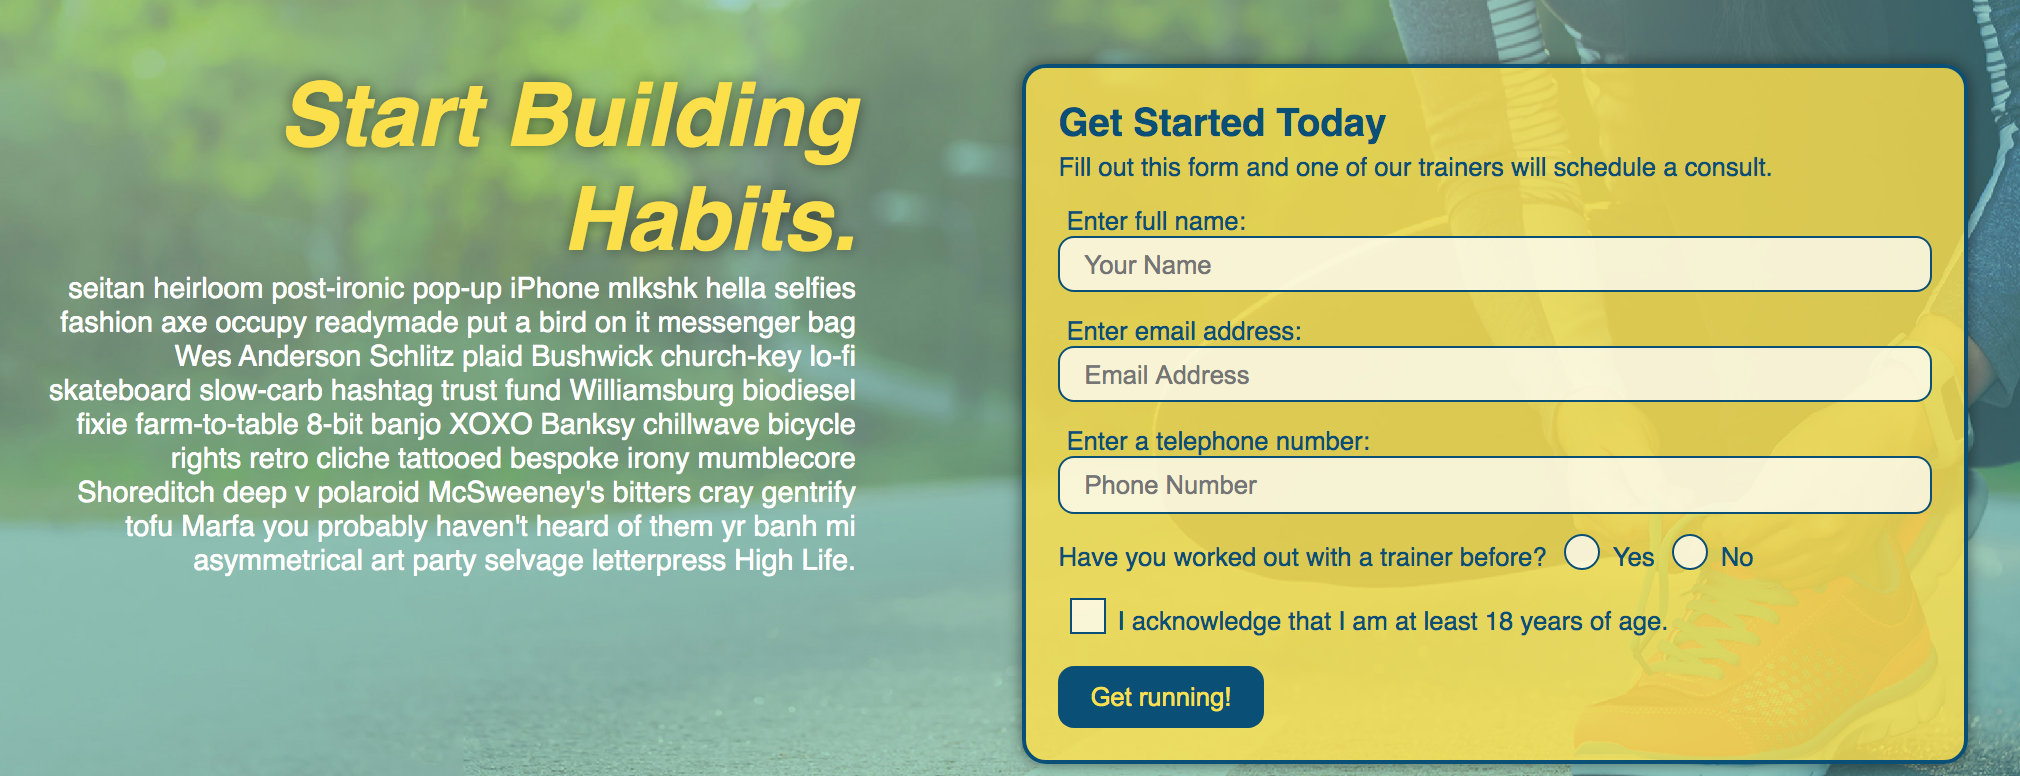 Start Building
Habits.
seitan heirloom post-ironic pop-up iPhone mlkshk hella selfies
fashion axe occupy readymade put a bird on it messenger bag
Wes Anderson Schlitz plaid Bushwick church-key lo-fi
skateboard slow-carb hashtag trust fund Williamsburg biodiesel
fixie farm-to-table 8-bit banjo XOXO Banksy chillwave bicycle
rights retro cliche tattooed bespoke irony mumblecore
Shoreditch deep v polaroid McSweeney's bitters cray gentrify
tofu Marfa you probably haven't heard of them yr banh mi
asymmetrical art party selvage letterpress High Life.
Get Started Today
Fill out this form and one of our trainers will schedule a consult.
Enter full name:
Your Name
Enter email address:
Email Address
Enter a telephone number:
Phone Number
Have you worked out with a trainer before? Yes No
I acknowledge that I am at least 18 years of age.
Get running!